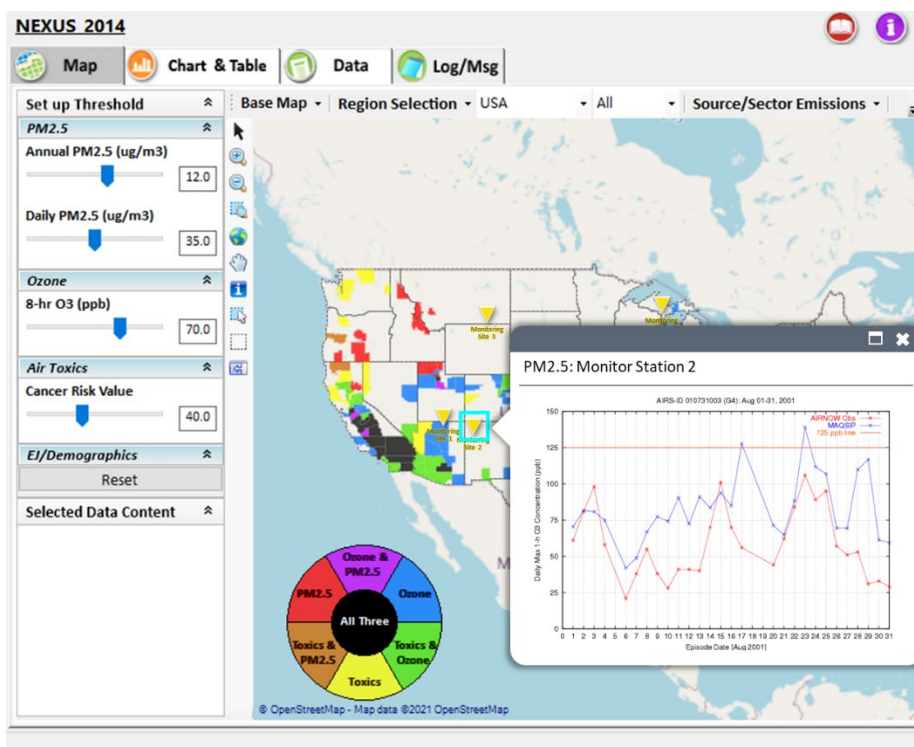 NEXUS 2014
Map
Chart & Table
Data
Log/Msg
Set up Threshold
Base Map
Region Selection
USA
All
Source/Sector Emissions
PM2.5
Annual PM2.5 (ug/m3)
12.0
Daily PM2.5 (ug/m3)
35.0
Ozone
8-hr O3 (ppb)
70.0
Air Toxics
Cancer Risk Value
40.0
EJ/Demographics
Reset
Selected Data Content
Monitoring
Site 3
Monitoring
Monitoring
Site 1
Monitoring
Site 2
M
PM2.5: Monitor Station 2
AIRS-ID 010731003 (G4): Aug 01-31, 2001
AIRNOW Obs
MAQSIP
125 ppb line
Daily Max 1-h O3 Concentration (ppb)
150
125
100
75
50
25
0
0 1 2 3 4 5 6 7 8 9 10 11 12 13 14 15 16 17 18 19 20 21 22 23 24 25 26 27 28 29 30 31
Episode Date [Aug 2001]
Ozone &
PM2.5
PM2.5
Ozone
All Three
Toxics &
PM2.5
Toxics &
Ozone
Toxics
© OpenStreetMap - Map data ©2021 OpenStreetMap